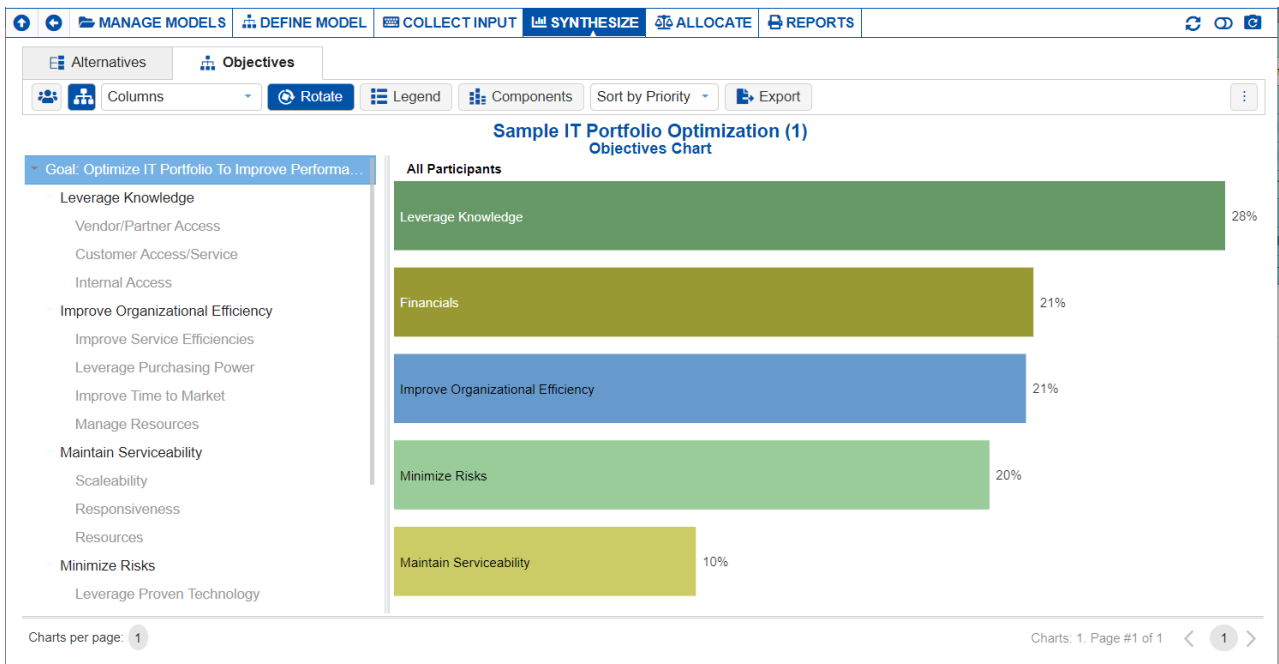 MANAGE MODELS DEFINE MODEL COLLECT INPUT SYNTHESIZE ALLOCATE REPORTS
Alternatives Objectives
Columns Rotate Legend Components Sort by Priority Export
Sample IT Portfolio Optimization (1)
Objectives Chart
Goal: Optimize IT Portfolio To Improve Performa...
Leverage Knowledge
Vendor/Partner Access
Customer Access/Service
Internal Access
Improve Organizational Efficiency
Improve Service Efficiencies
Leverage Purchasing Power
Improve Time to Market
Manage Resources
Maintain Serviceability
Scaleability
Responsiveness
Resources
Minimize Risks
Leverage Proven Technology
All Participants
Leverage Knowledge 28%
Financials 21%
Improve Organizational Efficiency 21%
Minimize Risks 20%
Maintain Serviceability 10%
Charts per page: 1
Charts: 1. Page #1 of 1 1